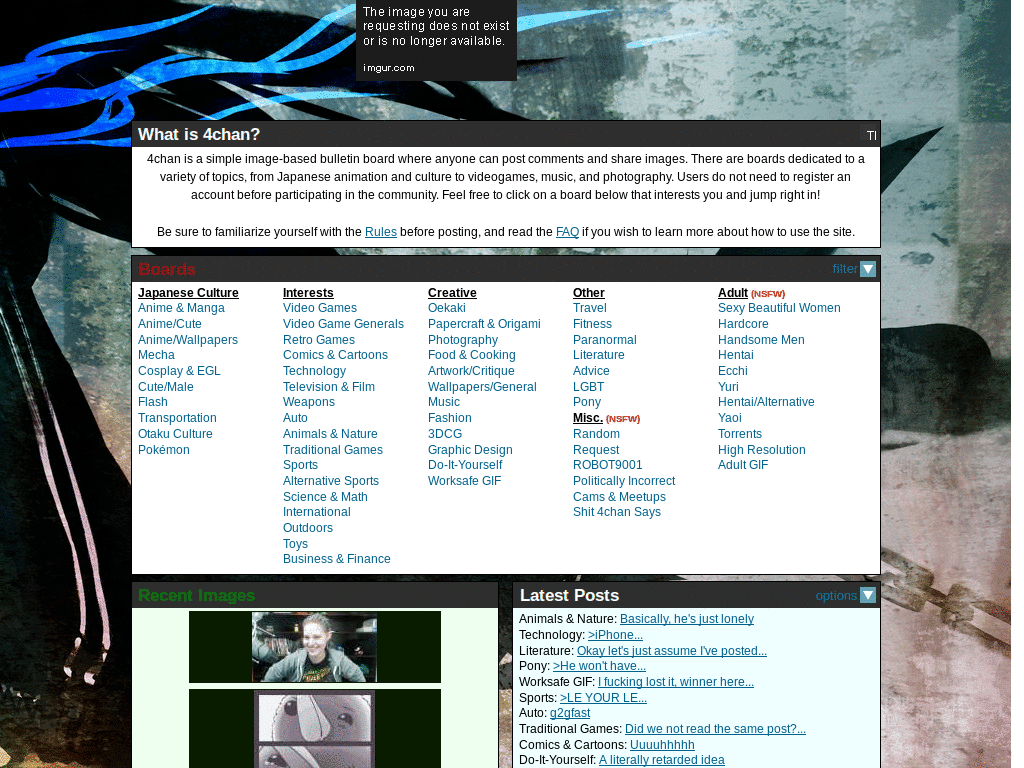 The image you are
requesting does not exist
or is no longer available.
imgur.com
What is 4chan?
4chan is a simple image-based bulletin board where anyone can post comments and share images. There are boards dedicated to a
variety of topics, from Japanese animation and culture to videogames, music, and photography. Users do not need to register an
account before participating in the community. Feel free to click on a board below that interests you and jump right in!
Be sure to familiarize yourself with the Rules before posting, and read the FAQ if you wish to learn more about how to use the site.
Boards
filter
Japanese Culture
Anime & Manga
Anime/Cute
Anime/Wallpapers
Mecha
Cosplay & EGL
Cute/Male
Flash
Transportation
Otaku Culture
Pokémon
Interests
Video Games
Video Game Generals
Retro Games
Comics & Cartoons
Technology
Television & Film
Weapons
Auto
Animals & Nature
Traditional Games
Sports
Alternative Sports
Science & Math
International
Outdoors
Toys
Business & Finance
Creative
Oekaki
Papercraft & Origami
Photography
Food & Cooking
Artwork/Critique
Wallpapers/General
Music
Fashion
3DCG
Graphic Design
Do-It-Yourself
Worksafe GIF
Other
Travel
Fitness
Paranormal
Literature
Advice
LGBT
Pony
Misc. (NSFW)
Random
Request
ROBOT9001
Politically Incorrect
Cams & Meetups
Shit 4chan Says
Adult (NSFW)
Sexy Beautiful Women
Hardcore
Handsome Men
Hentai
Ecchi
Yuri
Hentai/Alternative
Yaoi
Torrents
High Resolution
Adult GIF
Recent Images
Latest Posts
options
Animals & Nature: Basically, he's just lonely
Technology: >iPhone...
Literature: Okay let's just assume I've posted...
Pony: >He won't have...
Worksafe GIF: I fucking lost it, winner here...
Sports: >LE YOUR LE...
Auto: g2gfast
Traditional Games: Did we not read the same post?...
Comics & Cartoons: Uuuuhhhhh
Do-It-Yourself: A literally retarded idea